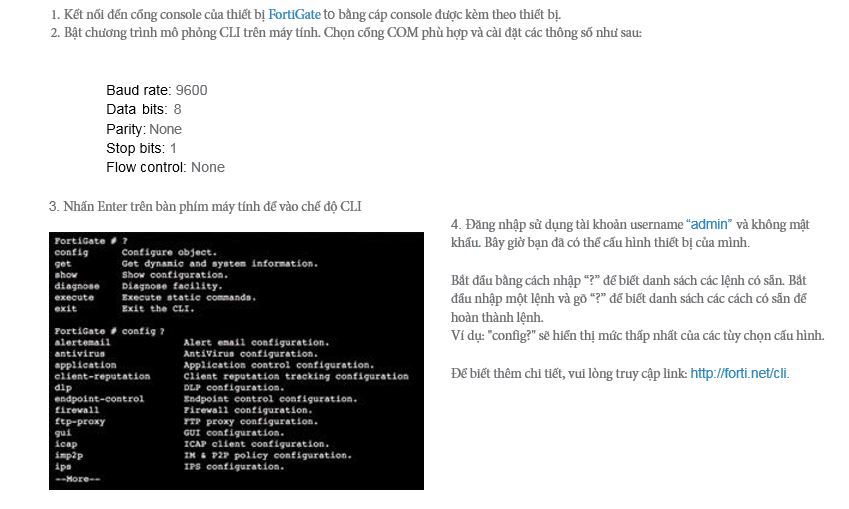 1. Kết nối đến cổng console của thiết bị FortiGate to bằng cáp console được kèm theo thiết bị.
2. Bật chương trình mô phỏng CLI trên máy tính. Chọn cổng COM phù hợp và cài đặt các thông số như sau:
Baud rate: 9600
Data bits: 8
Parity: None
Stop bits: 1
Flow control: None
3. Nhấn Enter trên bàn phím máy tính để vào chế độ CLI
FortiGate # ?
config Configure object.
get Get dynamic and system information.
show Show configuration.
diagnose Diagnose facility.
execute Execute static commands.
exit Exit the CLI.
FortiGate # config ?
alertemail Alert email configuration.
antivirus AntiVirus configuration.
application Application control configuration.
client-reputation Client reputation tracking configuration
dlp DLP configuration.
endpoint-control Endpoint control configuration.
firewall Firewall configuration.
ftp-proxy FTP proxy configuration.
gui GUI configuration.
icap ICAP client configuration.
imp2p IM & P2P policy configuration.
ips IPS configuration.
--More--
4. Đăng nhập sử dụng tài khoản username “admin” và không mật
khẩu. Bây giờ bạn đã có thể cấu hình thiết bị của mình.
Bắt đầu bằng cách nhập “?” để biết danh sách các lệnh có sẵn. Bắt
đầu nhập một lệnh và gõ “?” để biết danh sách các cách có sẵn để
hoàn thành lệnh.
Ví dụ: "config?" sẽ hiển thị mức thấp nhất của các tùy chọn cấu hình.
Để biết thêm chi tiết, vui lòng truy cập link: http://forti.net/cli.